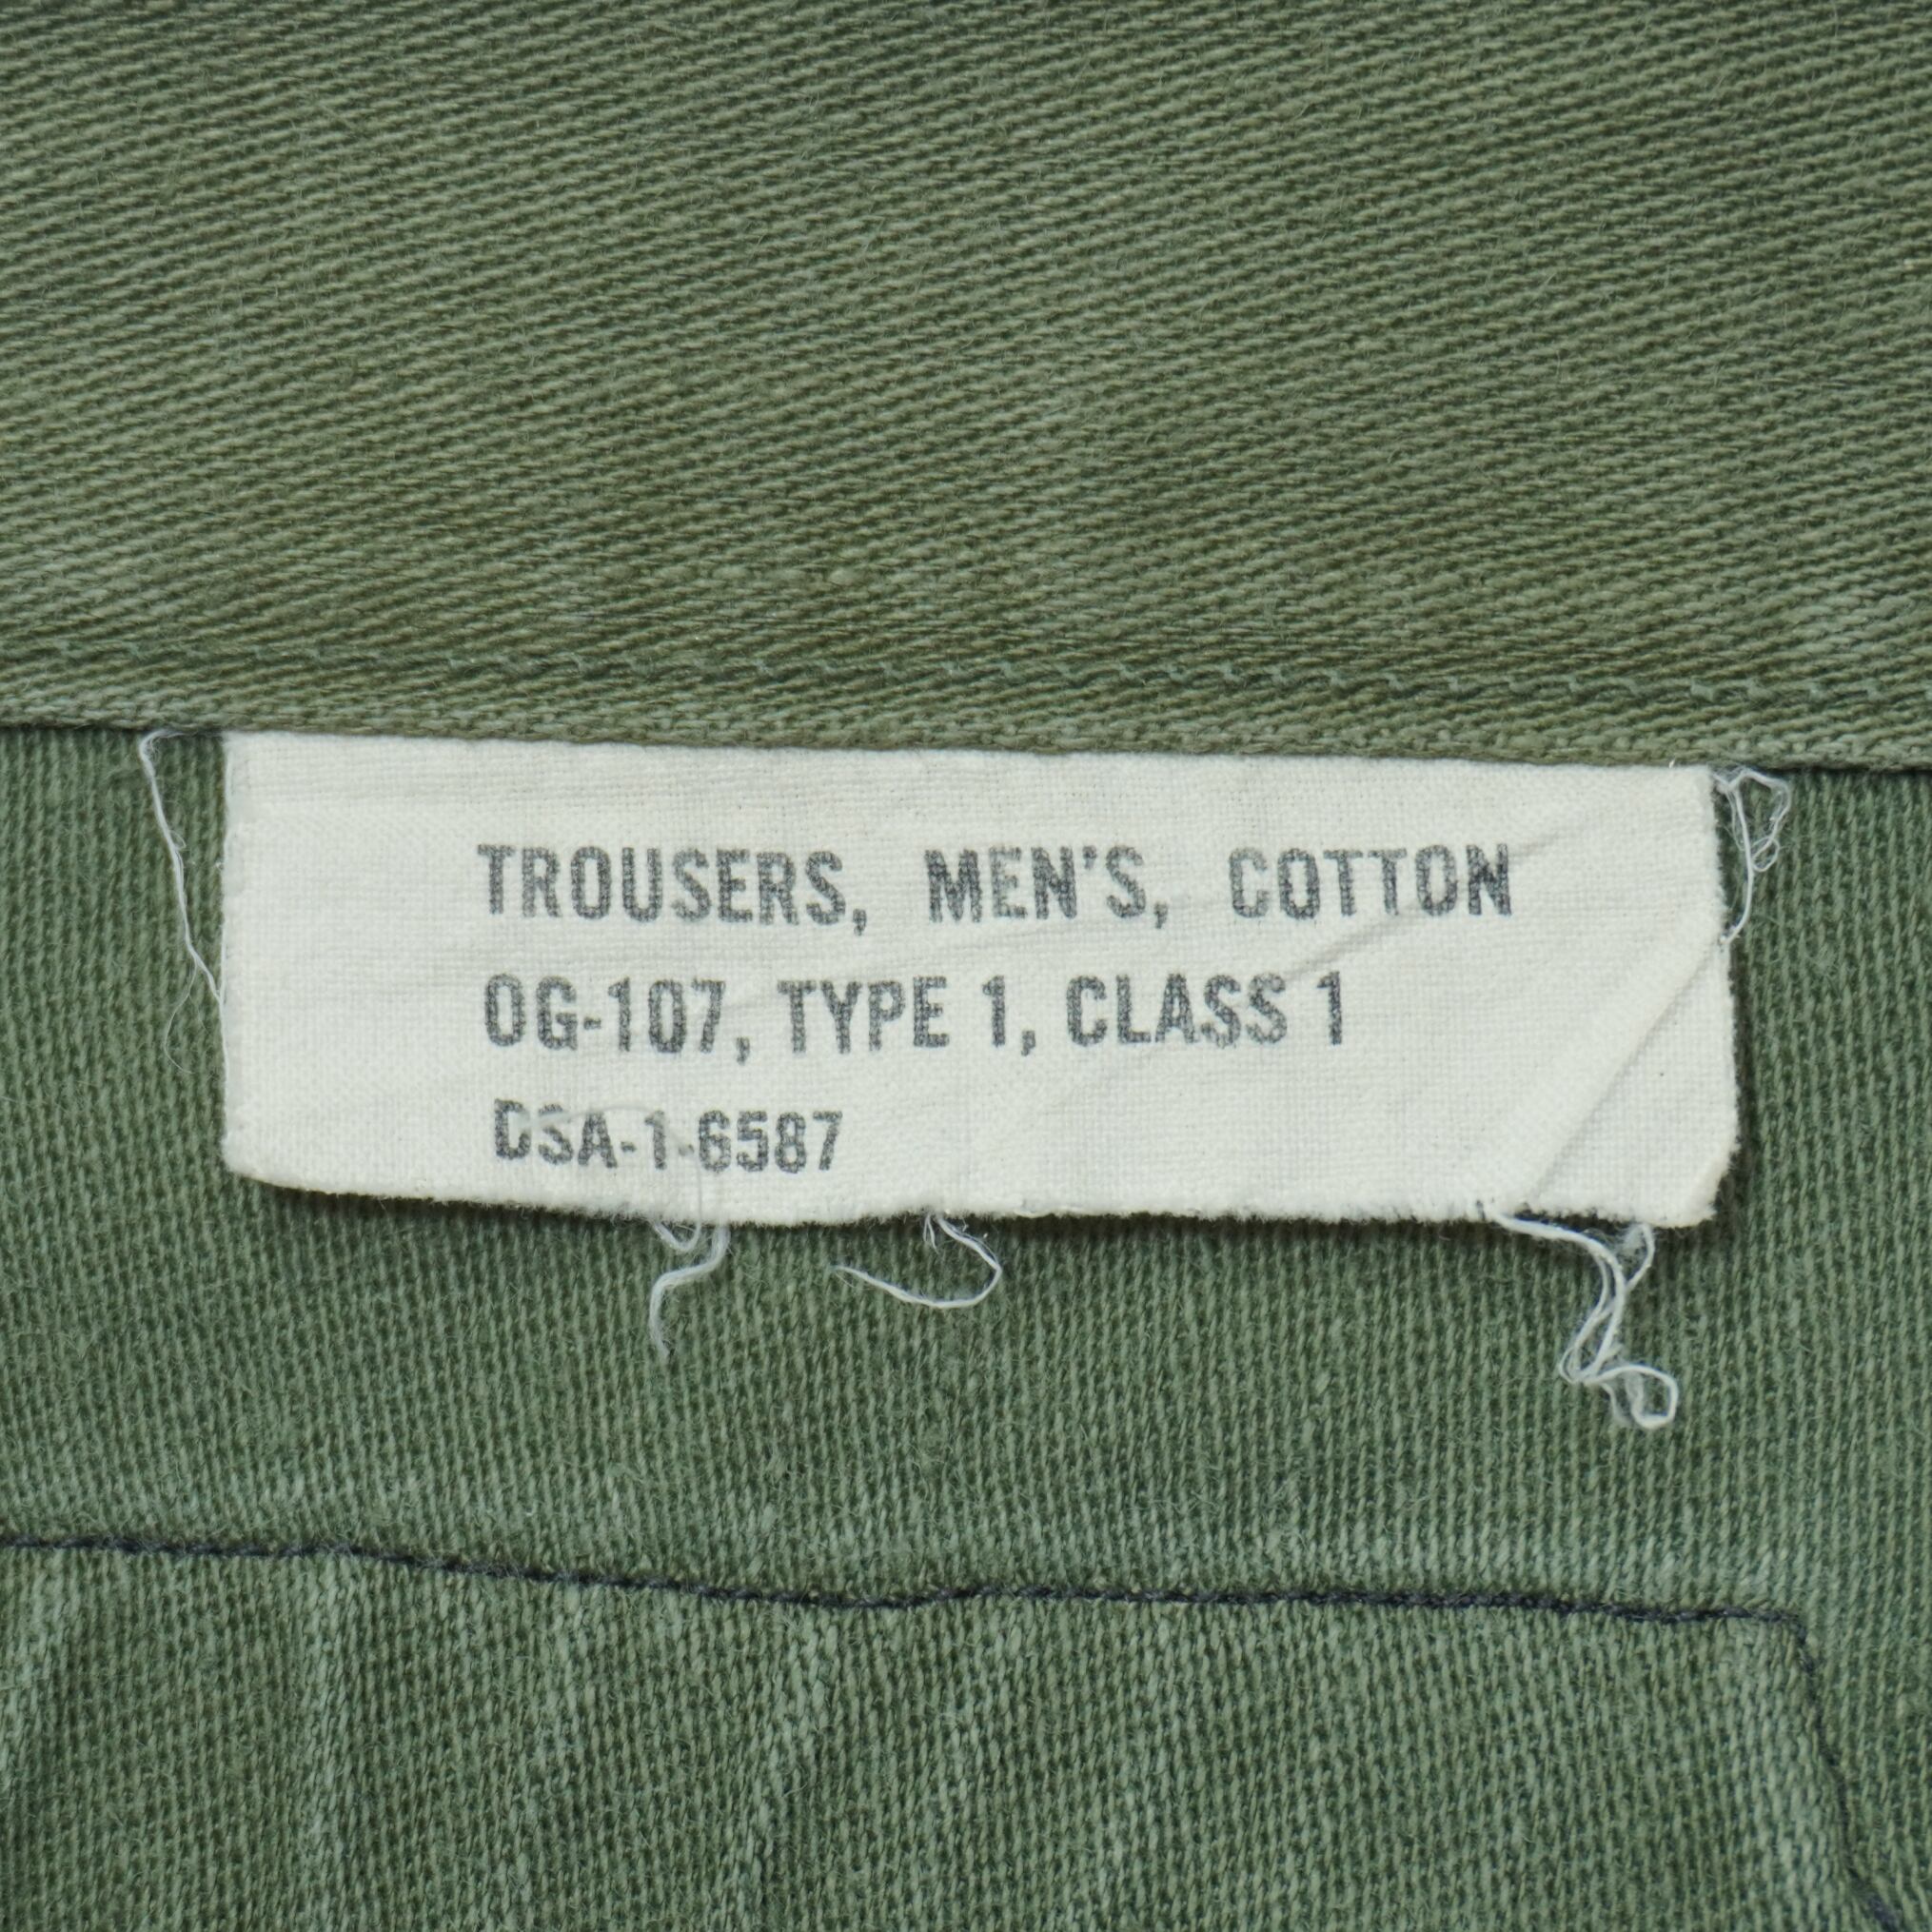 TROUSERS, MEN'S, COTTON
OG-107, TYPE 1, CLASS 1
DSA-1-6587